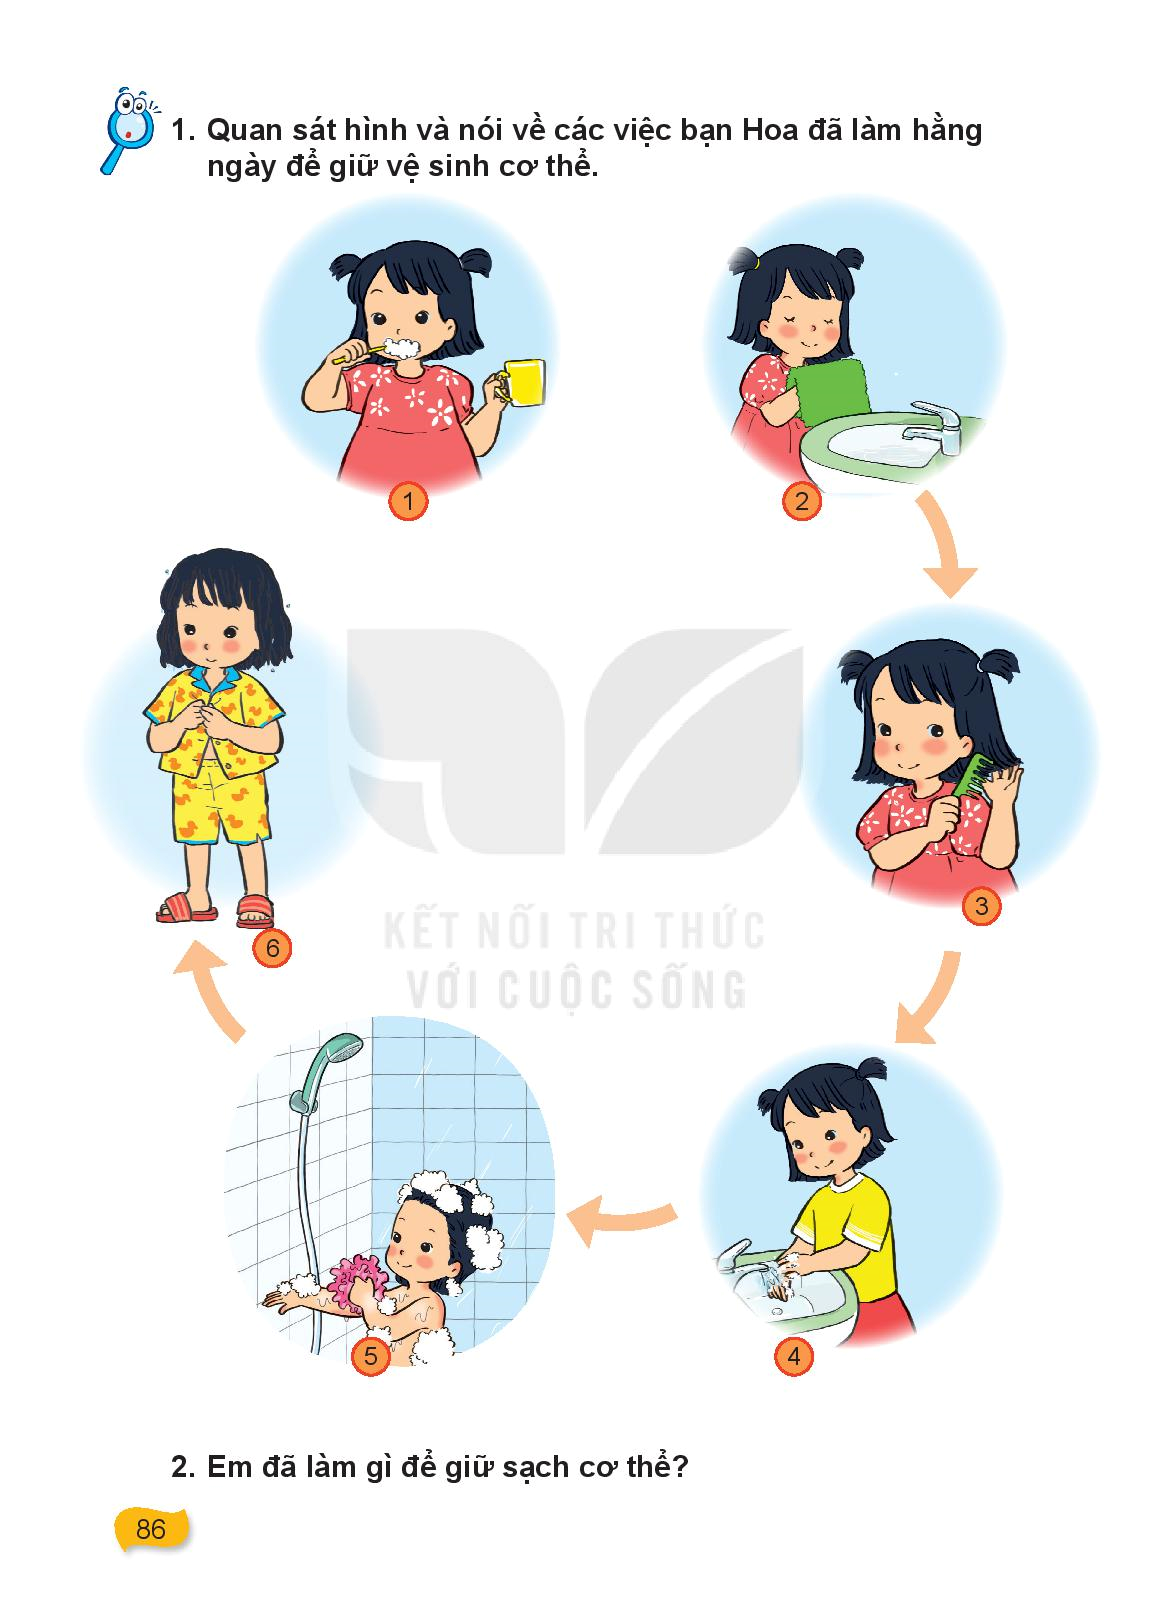 1. Quan sát hình và nói về các việc bạn Hoa đã làm hằng
ngày để giữ vệ sinh cơ thể.
1
2
3
6
KẾT NỐI TRI THỨC
VỚI CUỘC SỐNG
5
4
2. Em đã làm gì để giữ sạch cơ thể?
86